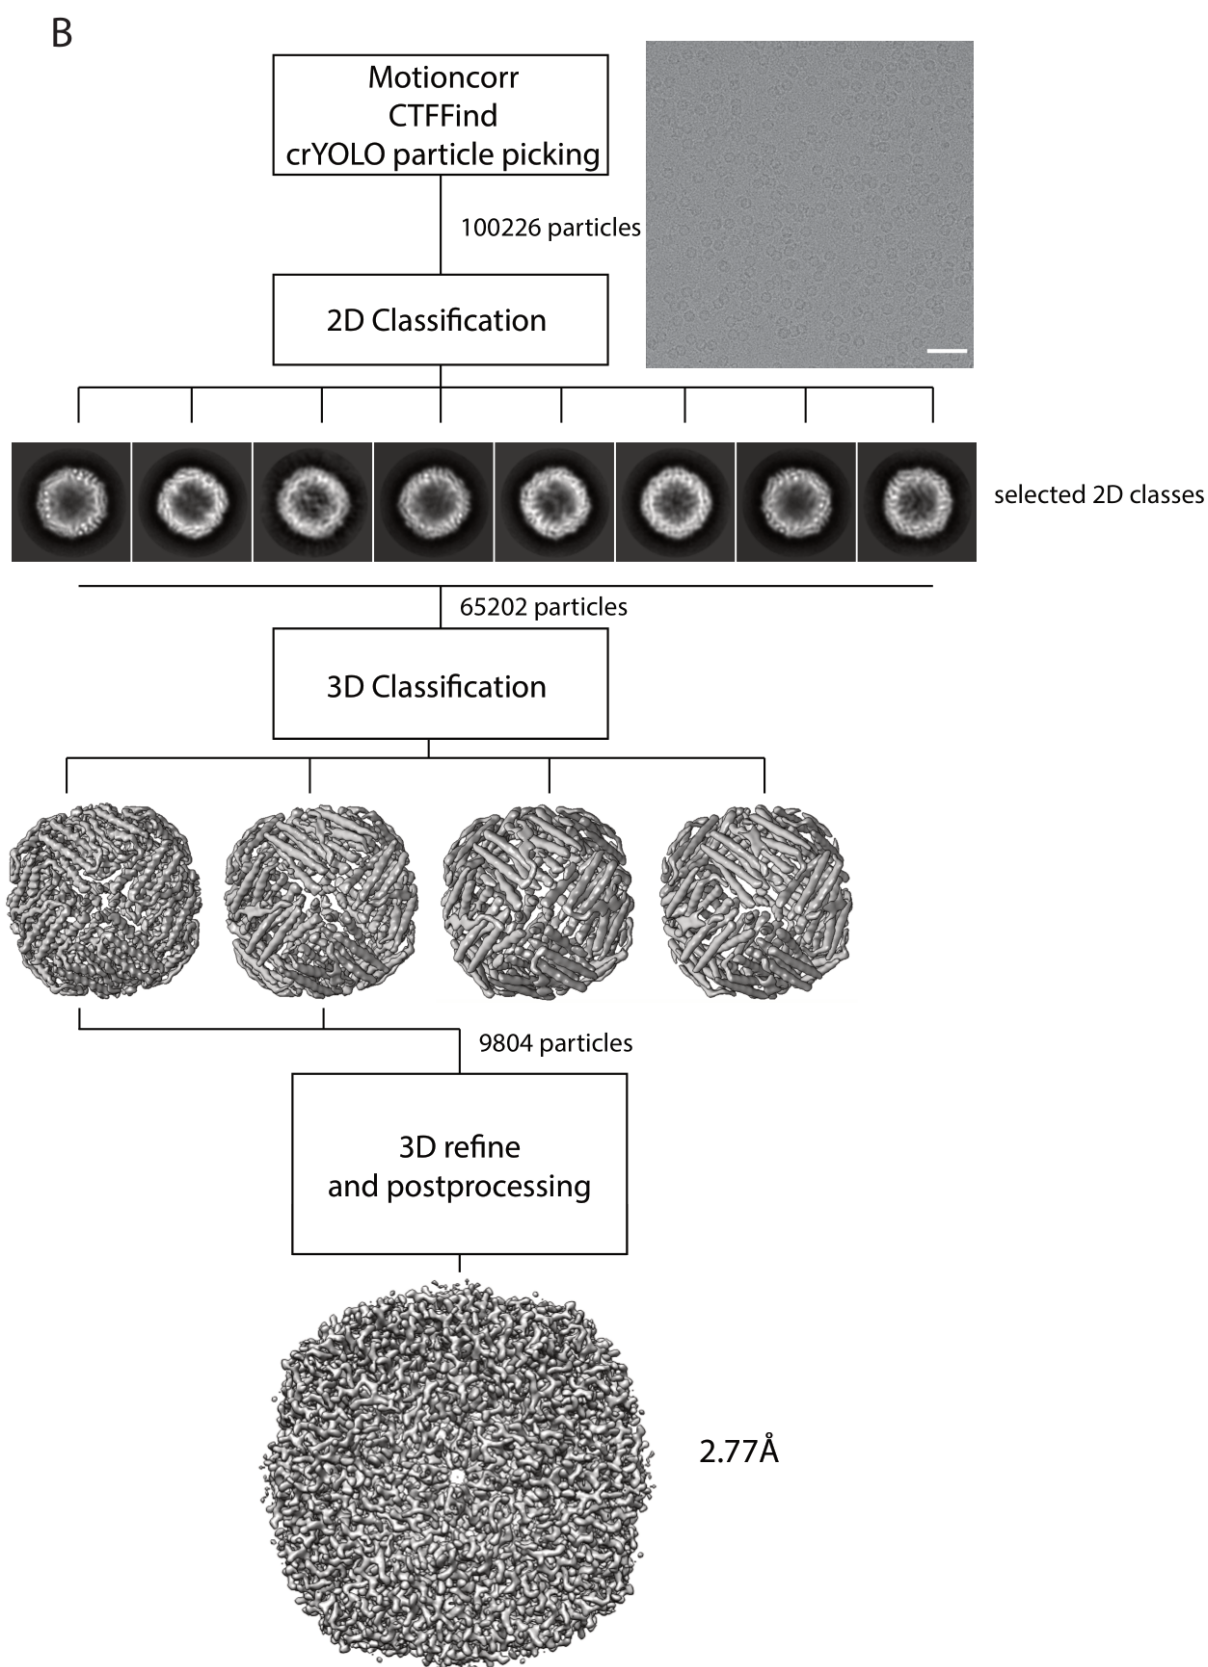 B
Motioncorr
CTFFind
crYOLO particle picking
100226 particles
2D Classification
selected 2D classes
65202 particles
3D Classification
9804 particles
3D refine
and postprocessing
2.77Å